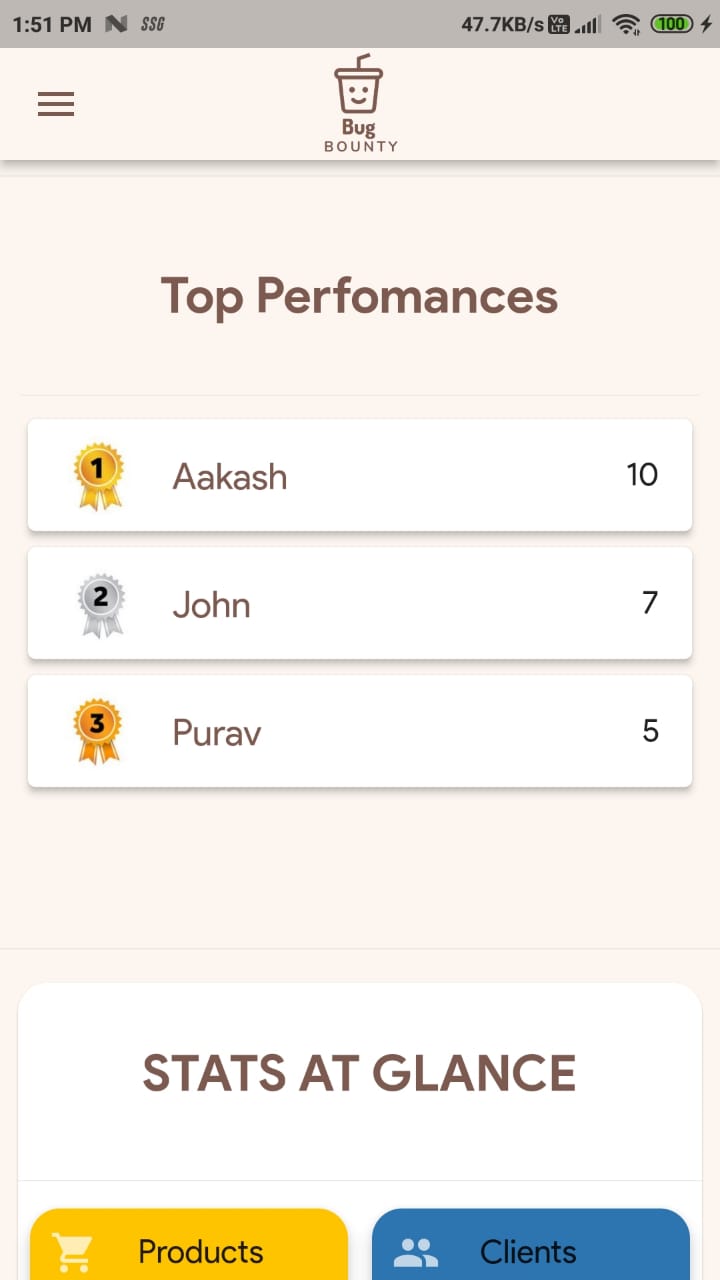 1:51 PM N SSG 47.7KB/s Vo LTE 100
Bug
BOUNTY
Top Perfomances
1 Aakash 10
2 John 7
3 Purav 5
STATS AT GLANCE
Products Clients